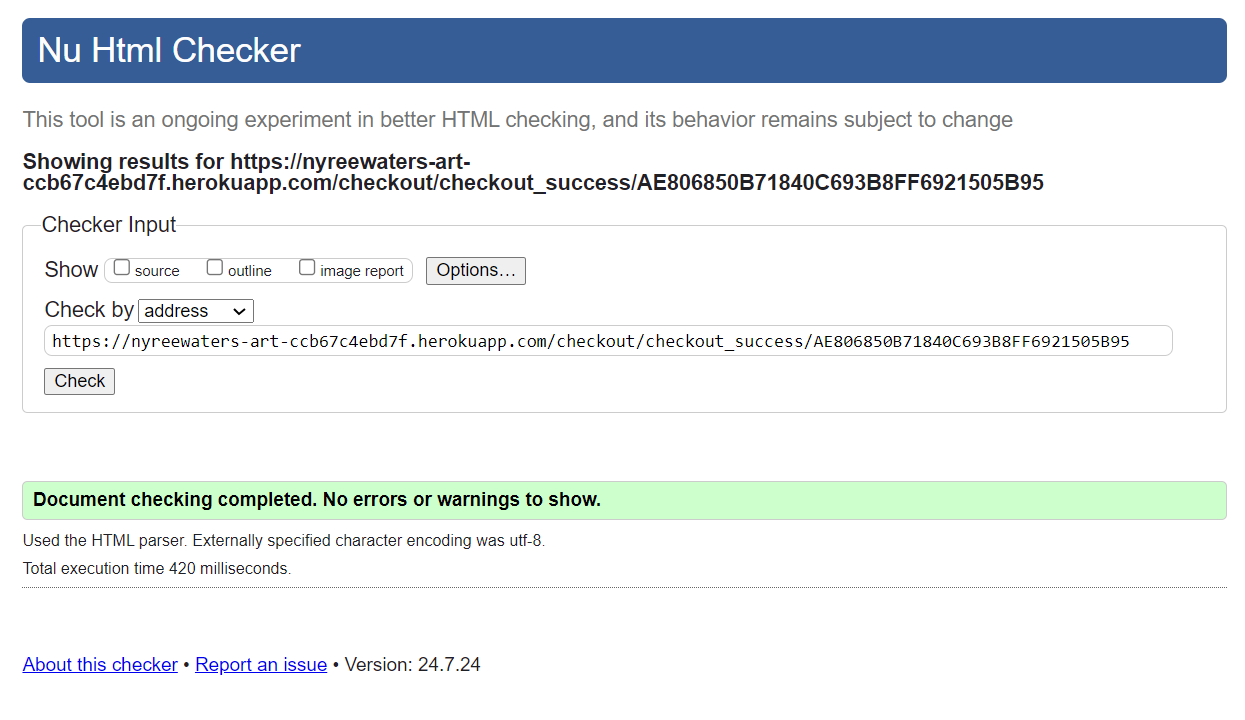 Nu Html Checker
This tool is an ongoing experiment in better HTML checking, and its behavior remains subject to change
Showing results for https://nyreewaters-art-
ccb67c4ebd7f.herokuapp.com/checkout/checkout_success/AE806850B71840C693B8FF6921505B95
Checker Input
Show source outline image report Options...
Check by address
https://nyreewaters-art-ccb67c4ebd7f.herokuapp.com/checkout/checkout_success/AE806850B71840C693B8FF6921505B95
Check
Document checking completed. No errors or warnings to show.
Used the HTML parser. Externally specified character encoding was utf-8.
Total execution time 420 milliseconds.
About this checker • Report an issue • Version: 24.7.24